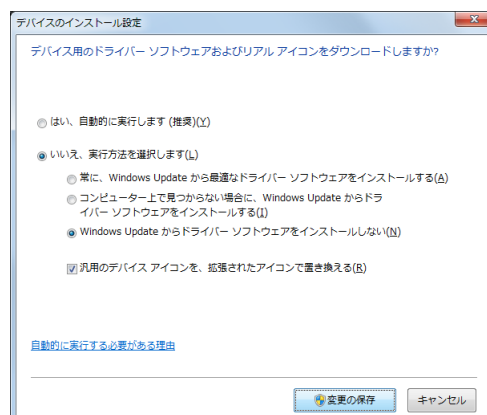 デバイスのインストール設定
デバイス用のドライバー ソフトウェアおよびリアル アイコンをダウンロードしますか?
はい、自動的に実行します (推奨)(Y)
いいえ、実行方法を選択します(L)
常に、Windows Update から最適なドライバー ソフトウェアをインストールする(A)
コンピューター上で見つからない場合に、Windows Update からドラ
イバー ソフトウェアをインストールする(I)
Windows Update からドライバー ソフトウェアをインストールしない(N)
汎用のデバイス アイコンを、拡張されたアイコンで置き換える(R)
自動的に実行する必要がある理由
変更の保存
キャンセル